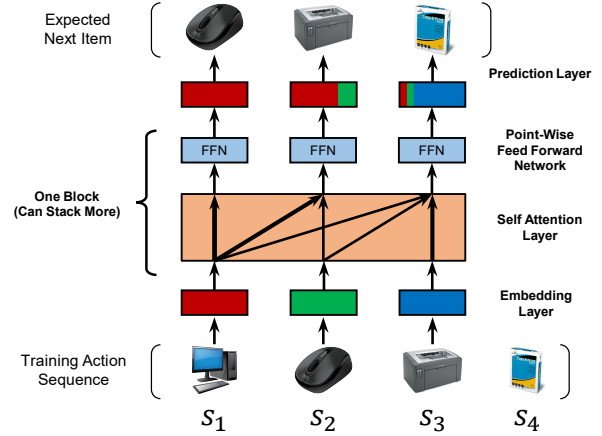 Expected
Next Item
Prediction Layer
FFN
FFN
FFN
Point-Wise
Feed Forward
Network
One Block
(Can Stack More)
Self Attention
Layer
Embedding
Layer
Training Action
Sequence
s1
s2
s3
s4